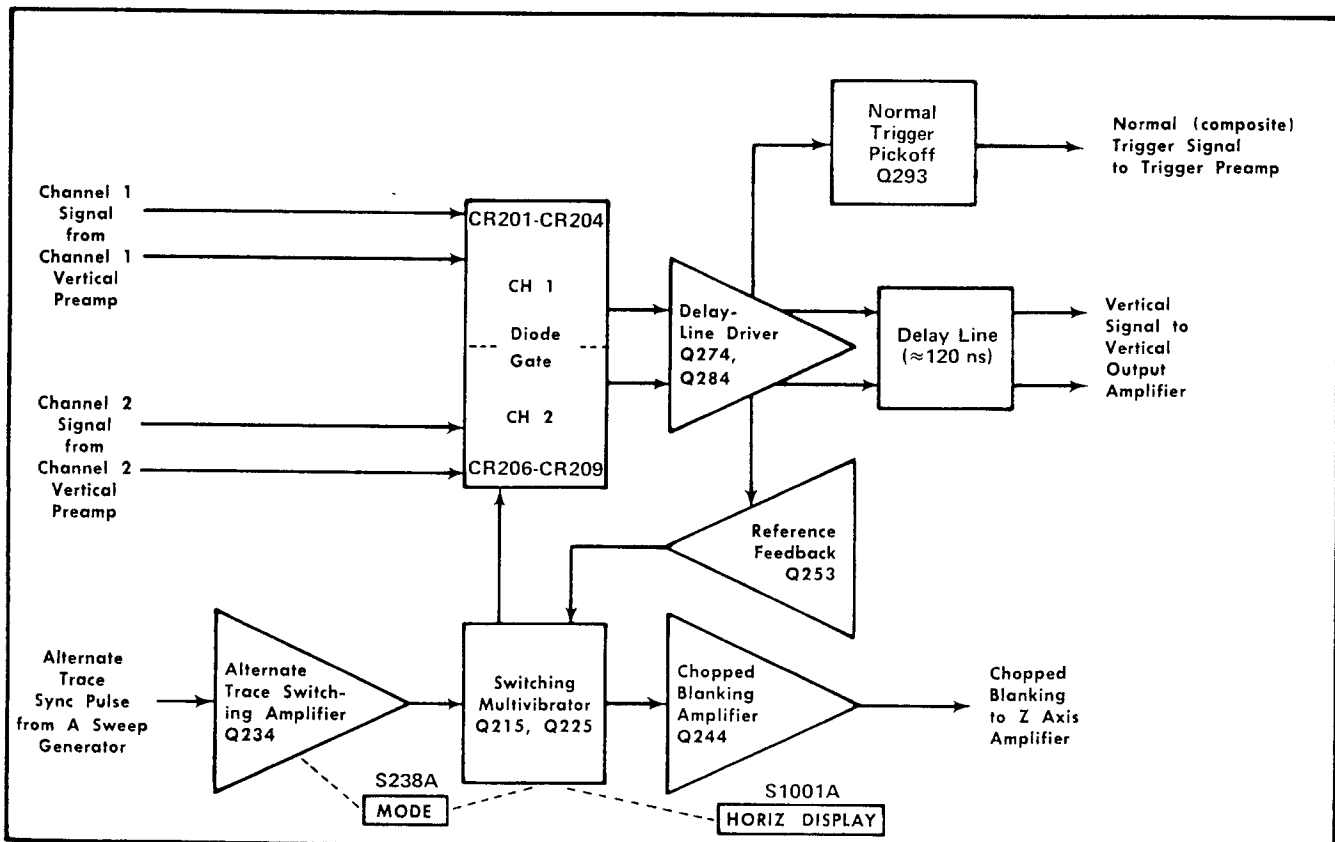 Normal
Trigger
Pickoff
Q293
Normal (composite)
Trigger Signal
to Trigger Preamp
Channel 1
Signal
from
Channel 1
Vertical
Preamp
CR201-CR204
CH 1
Diode
Gate
CH 2
CR206-CR209
Delay-
Line Driver
Q274,
Q284
Delay Line
(≈120 ns)
Vertical
Signal to
Vertical
Output
Amplifier
Channel 2
Signal
from
Channel 2
Vertical
Preamp
Reference
Feedback
Q253
Alternate
Trace
Sync Pulse
from A Sweep
Generator
Alternate
Trace Switch-
ing Amplifier
Q234
Switching
Multivibrator
Q215, Q225
Chopped
Blanking
Amplifier
Q244
Chopped
Blanking
to Z Axis
Amplifier
S238A
MODE
S1001A
HORIZ DISPLAY